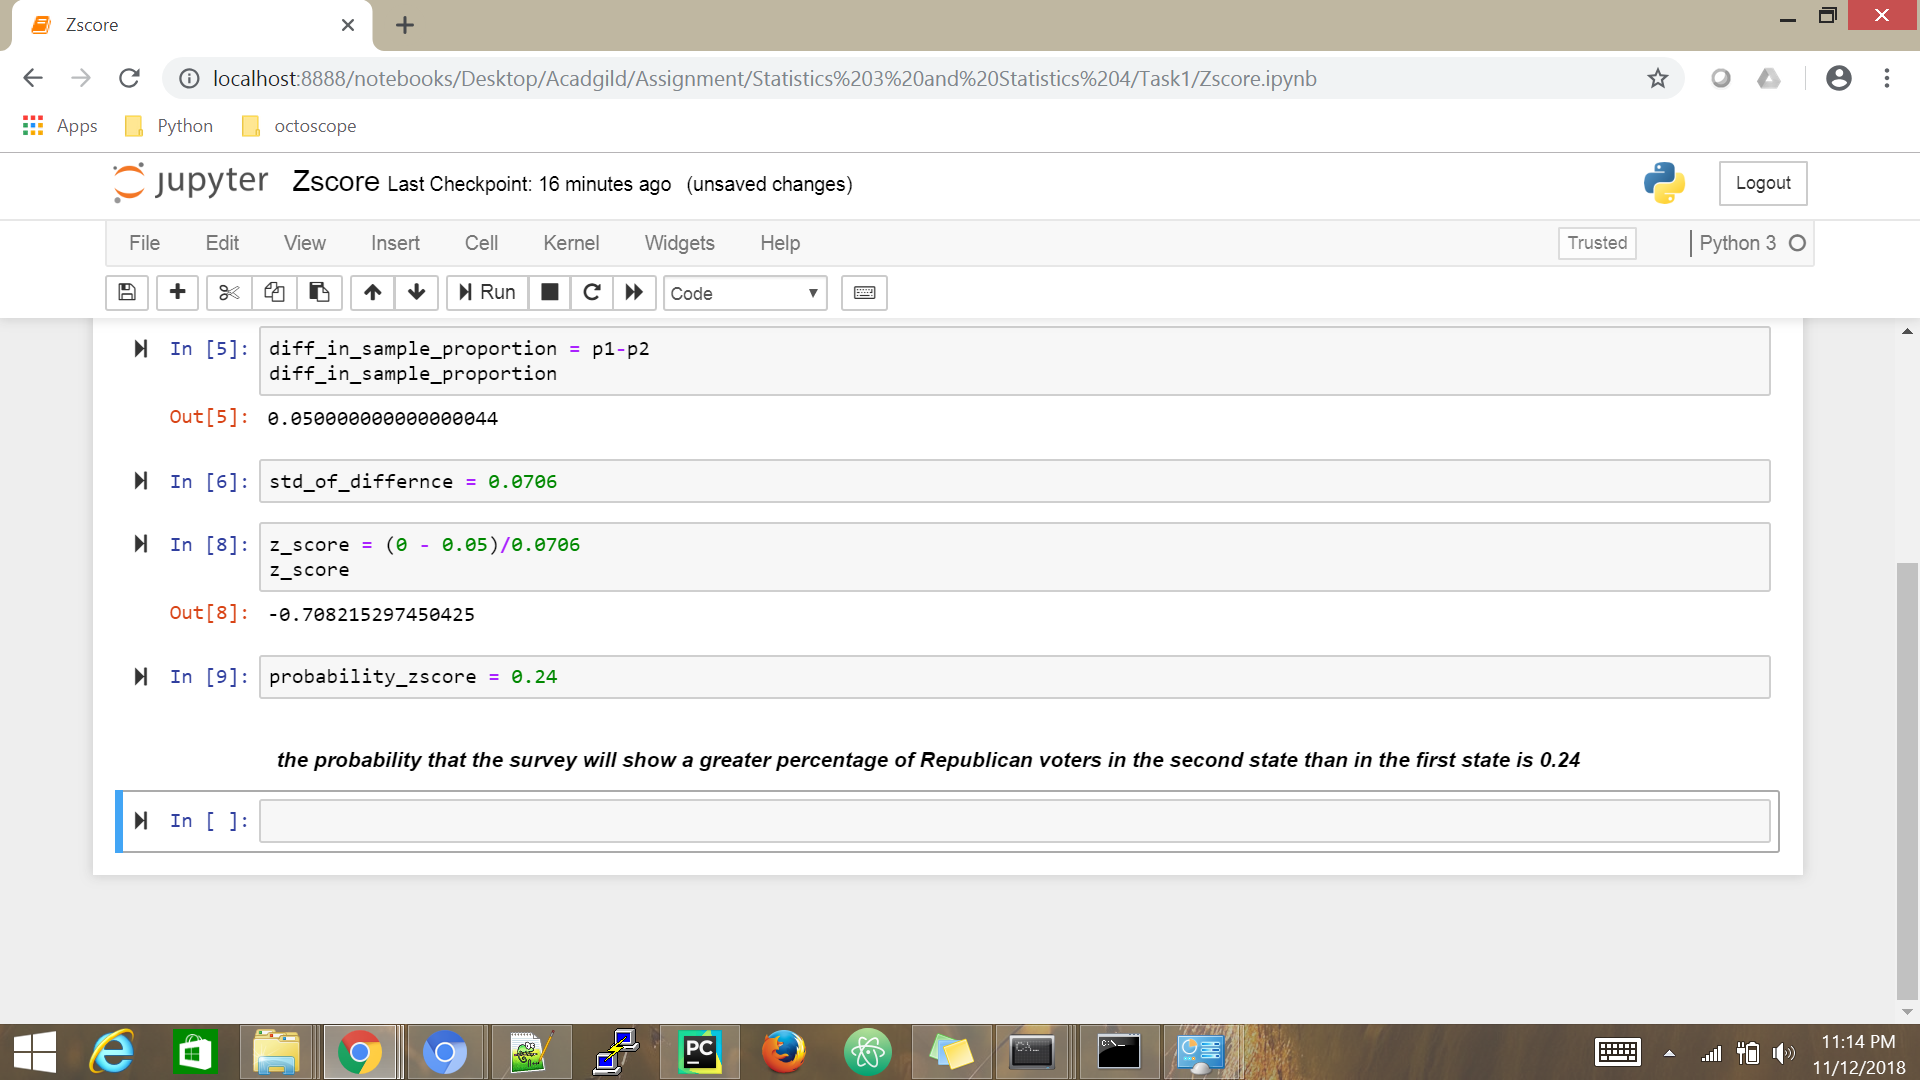 Zscore
localhost:8888/notebooks/Desktop/Acadgild/Assignment/Statistics%203%20and%20Statistics%204/Task1/Zscore.ipynb
Apps Python octoscope
jupyter Zscore Last Checkpoint: 16 minutes ago (unsaved changes) Logout
File Edit View Insert Cell Kernel Widgets Help Trusted Python 3
Run Code
In [5]: diff_in_sample_proportion = p1-p2
diff_in_sample_proportion
Out[5]: 0.050000000000000044
In [6]: std_of_differnce = 0.0706
In [8]: z_score = (0 - 0.05)/0.0706
z_score
Out[8]: -0.708215297450425
In [9]: probability_zscore = 0.24
the probability that the survey will show a greater percentage of Republican voters in the second state than in the first state is 0.24
In [ ]:
PC
11:14 PM
11/12/2018